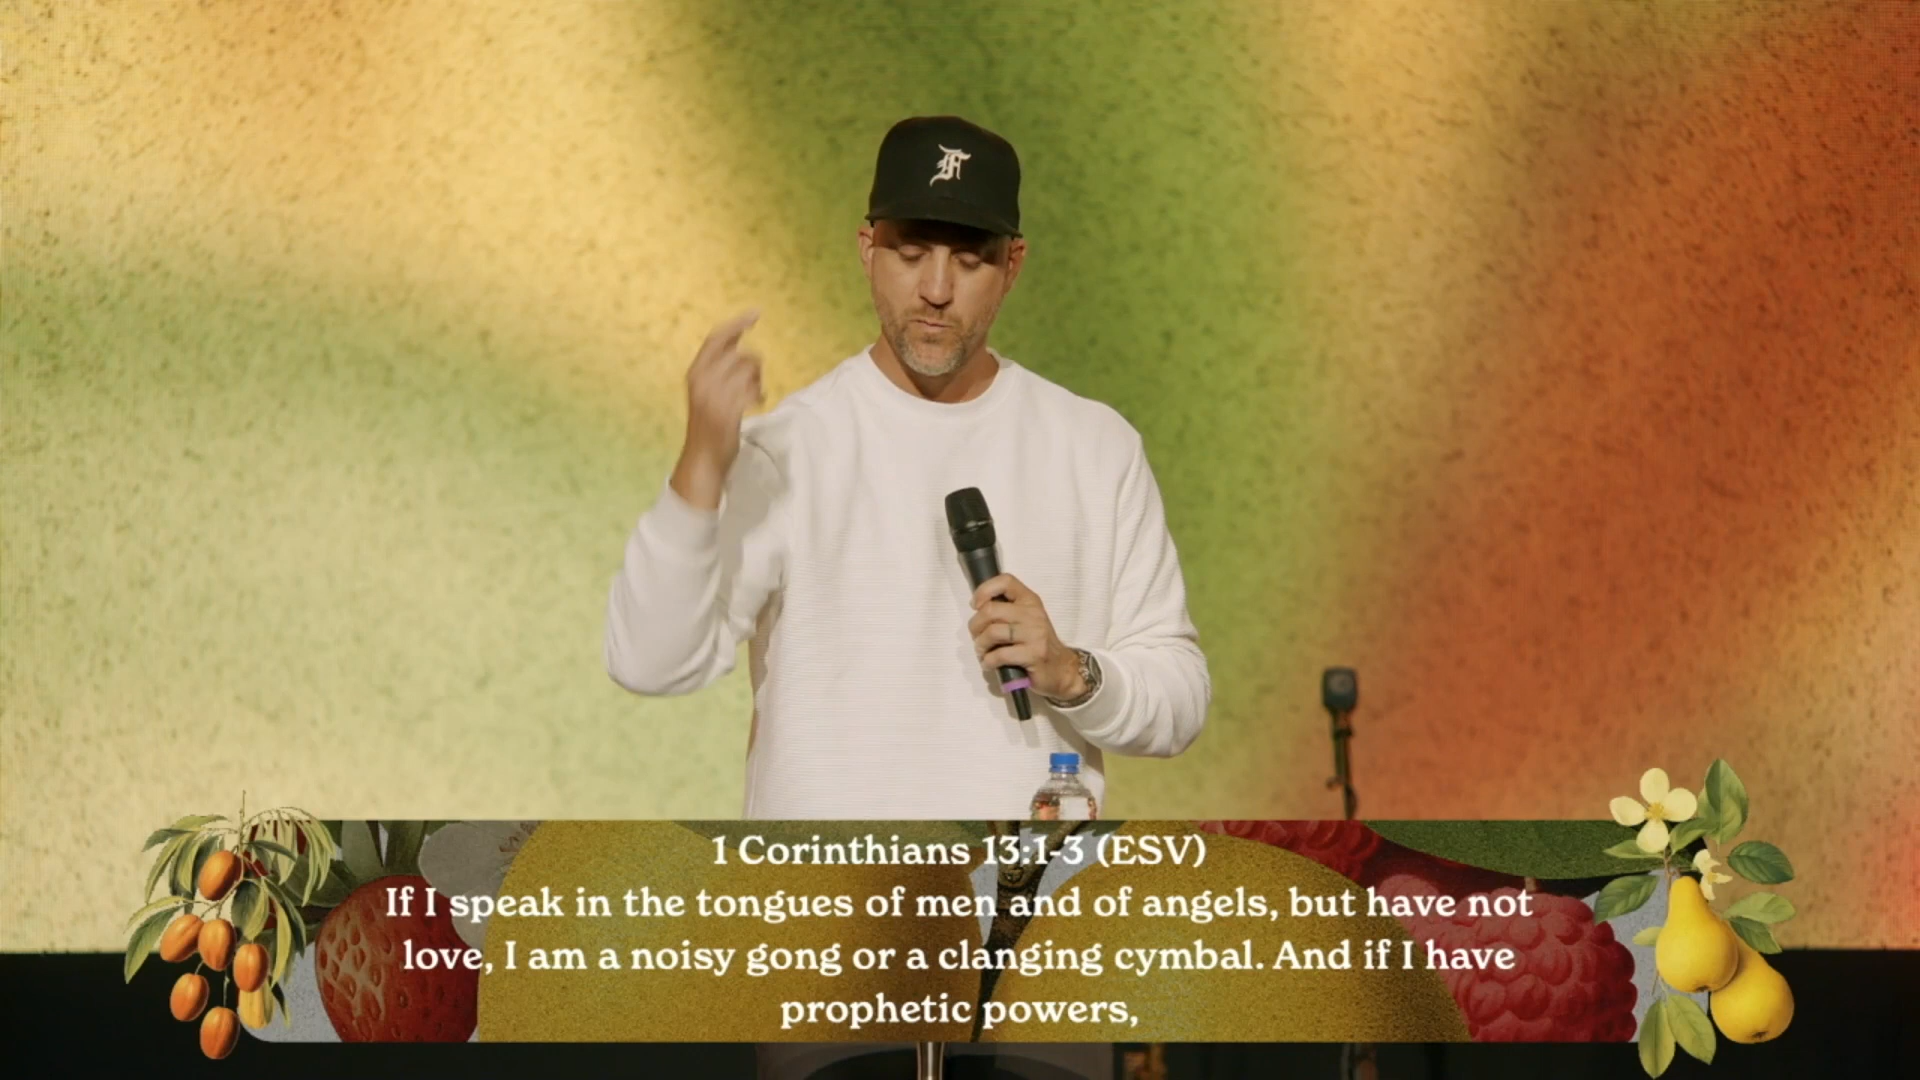 F
1 Corinthians 13:1-3 (ESV)
If I speak in the tongues of men and of angels, but have not
love, I am a noisy gong or a clanging cymbal. And if I have
prophetic powers,